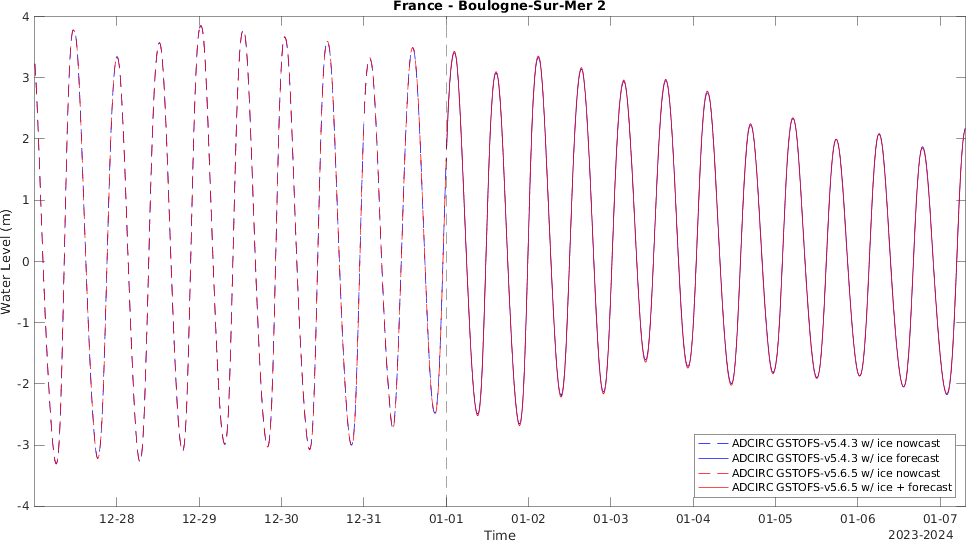 France - Boulogne-Sur-Mer 2
4
3
2
1
0
-1
-2
-3
-4
Water Level (m)
12-28 12-29 12-30 12-31 01-01 01-02 01-03 01-04 01-05 01-06 01-07
Time
2023-2024
ADCIRC GSTOFS-v5.4.3 w/ ice nowcast
ADCIRC GSTOFS-v5.4.3 w/ ice forecast
ADCIRC GSTOFS-v5.6.5 w/ ice nowcast
ADCIRC GSTOFS-v5.6.5 w/ ice + forecast